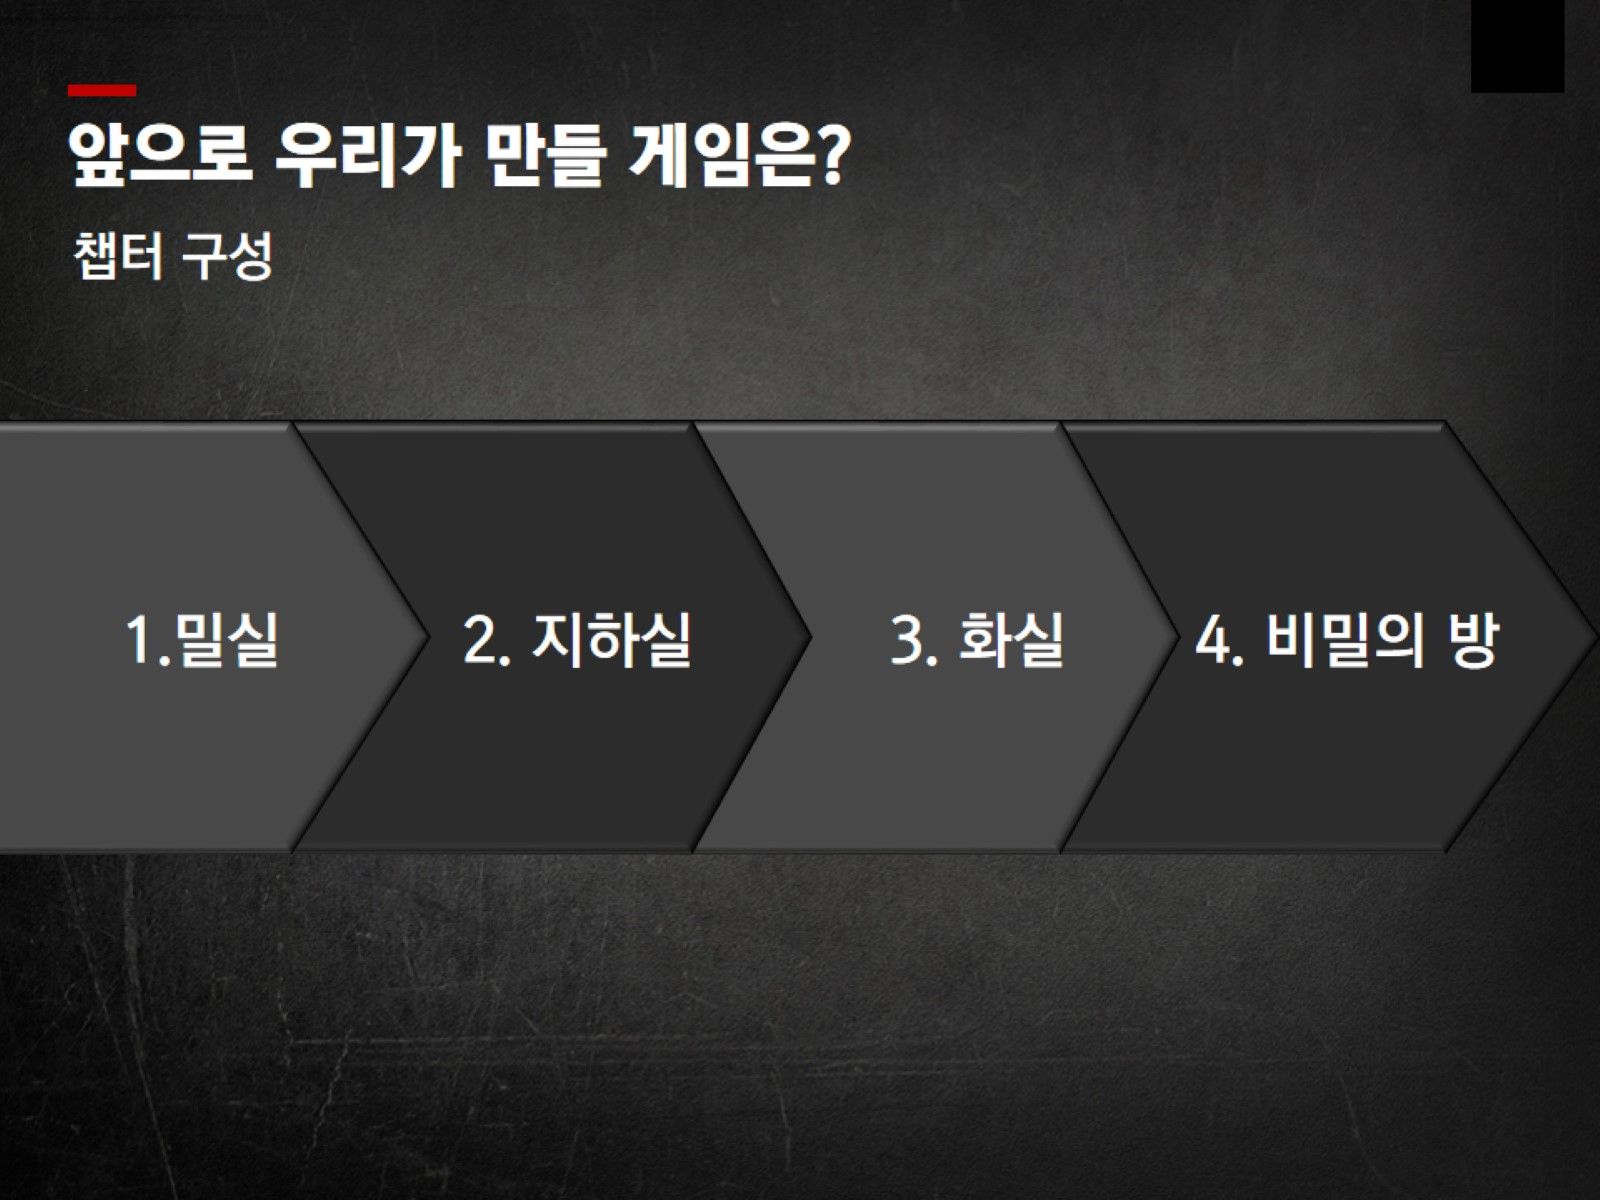 앞으로 우리가 만들 게임은?
챕터 구성
1.밀실
2. 지하실
3. 화실
4. 비밀의 방